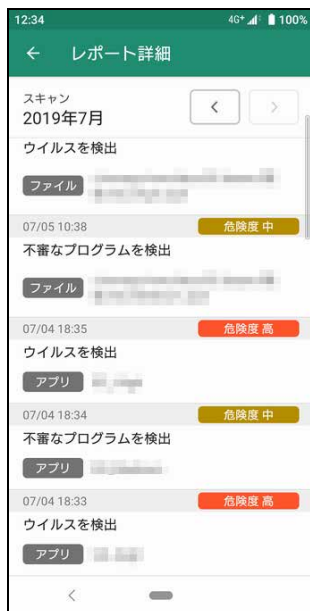 12:34 4G+ 100%
← レポート詳細
スキャン
2019年7月
ウイルスを検出
ファイル
07/05 10:38 危険度 中
不審なプログラムを検出
ファイル
07/04 18:35 危険度 高
ウイルスを検出
アプリ
07/04 18:34 危険度 中
不審なプログラムを検出
アプリ
07/04 18:33 危険度 高
ウイルスを検出
アプリ